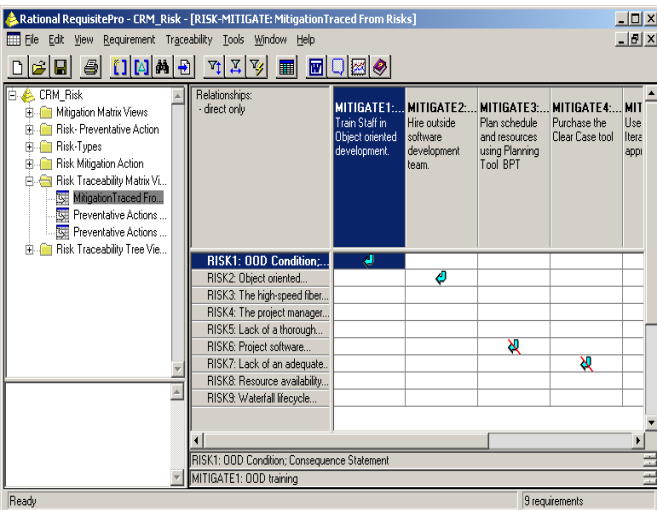 Rational RequisitePro - CRM_Risk - [RISK-MITIGATE: MitigationTraced From Risks]
File Edit View Requirement Traceability Tools Window Help
CRM_Risk
Mitigation Matrix Views
Risk- Preventative Action
Risk-Types
Risk Mitigation Action
Risk Traceability Matrix Vi...
MitigationTraced Fro...
Preventative Actions ...
Preventative Actions ...
Risk Traceability Tree Vie...
Relationships:
- direct only
MITIGATE1:...
Train Staff in
Object oriented
development.
MITIGATE2:...
Hire outside
software
development
team.
MITIGATE3:...
Plan schedule
and resources
using Planning
Tool BPT
MITIGATE4:...
Purchase the
Clear Case tool
MIT
Use
Itera
appr
RISK1: OOD Condition;...
RISK2: Object oriented...
RISK3: The high-speed fiber...
RISK4: The project manager...
RISK5: Lack of a thorough...
RISK6: Project software...
RISK7: Lack of an adequate..
RISK8: Resource availability...
RISK9: Waterfall lifecycle...
RISK1: OOD Condition; Consequence Statement
MITIGATE1: OOD training
Ready
9 requirements